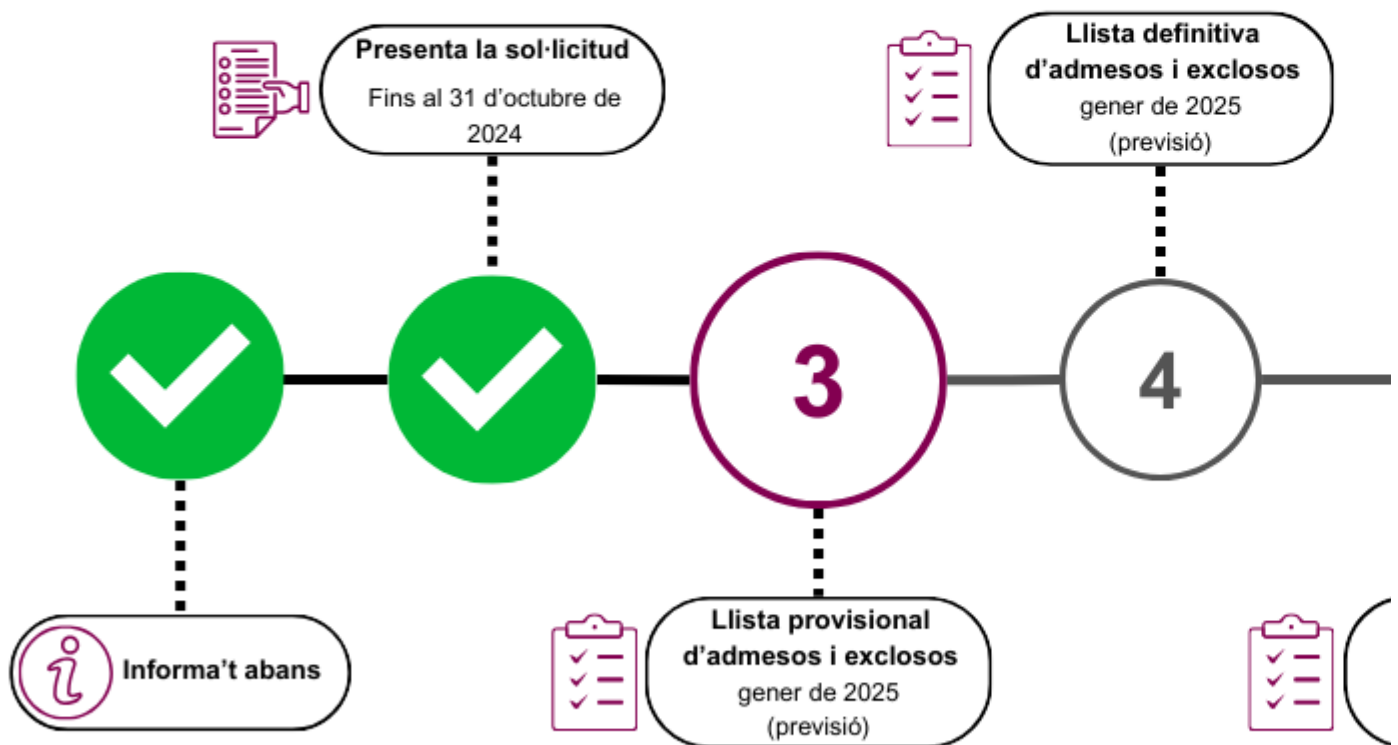 Presenta la sol·licitud
Fins al 31 d'octubre de
2024
Llista definitiva
d'admesos i exclosos
gener de 2025
(previsió)
3
4
i
Informa't abans
Llista provisional
d'admesos i exclosos
gener de 2025
(previsió)